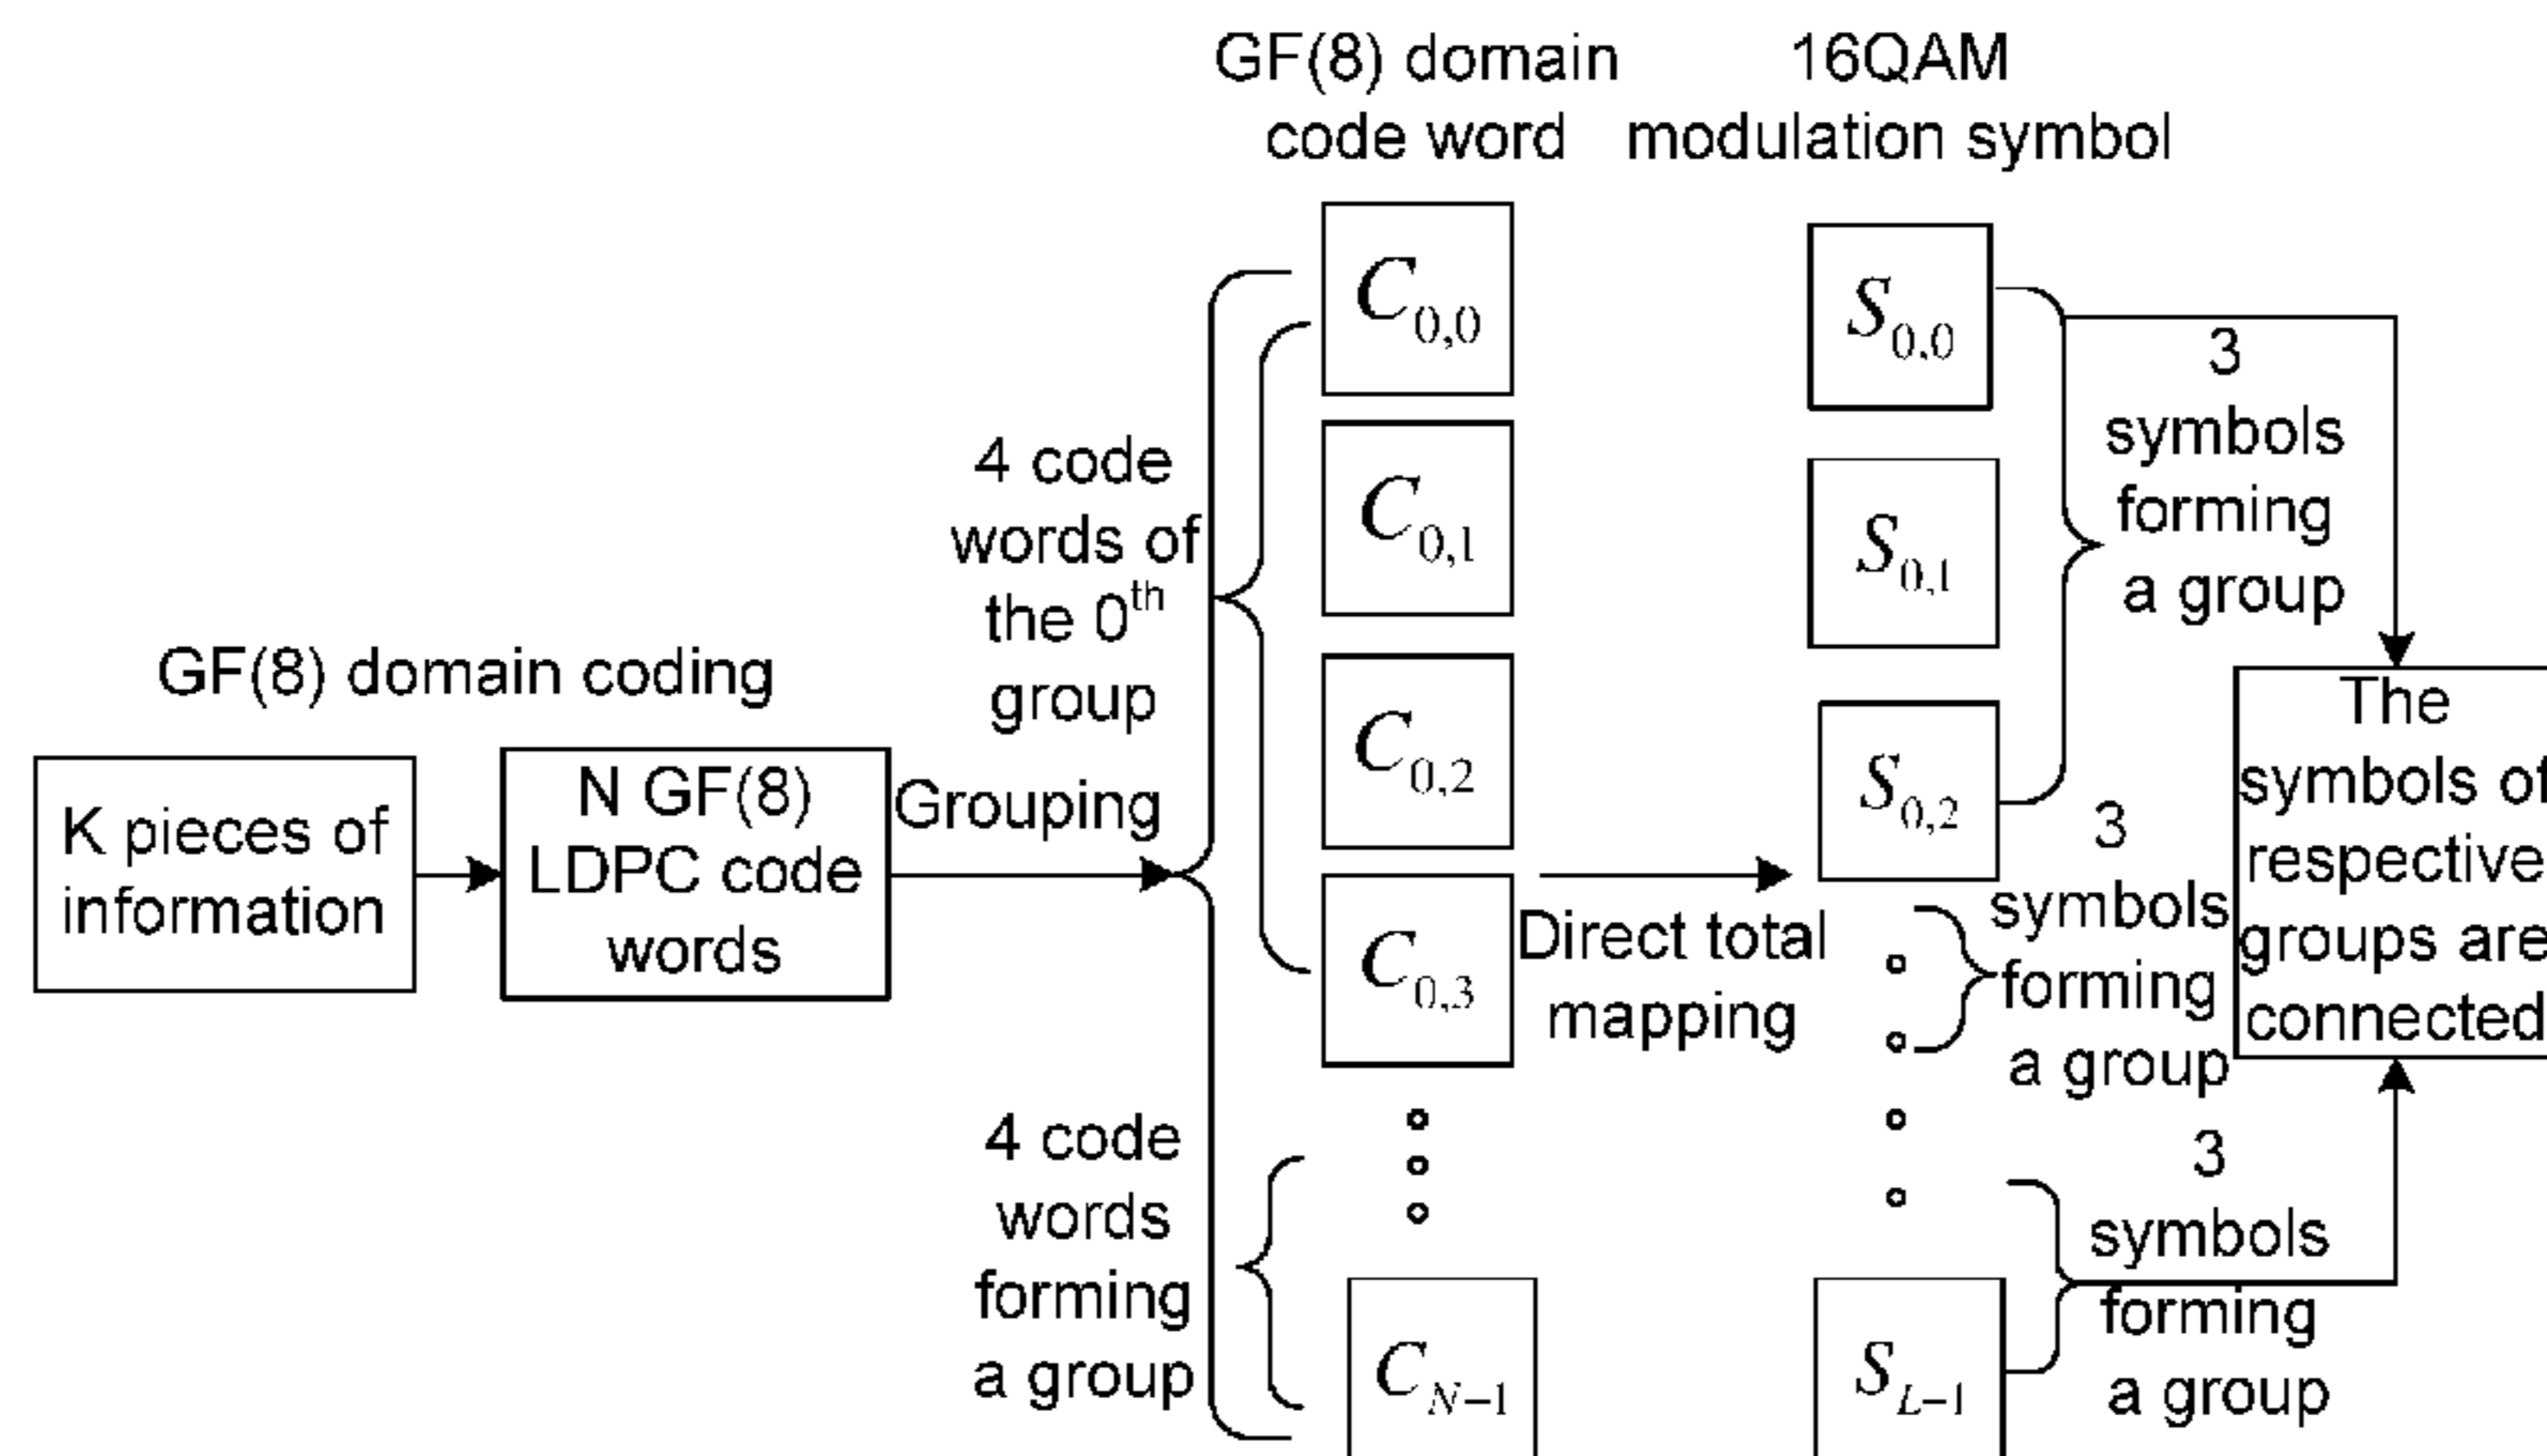 GF(8) domain
code word
16QAM
modulation symbol
GF(8) domain coding
K pieces of
information
N GF(8)
LDPC code
words
Grouping
4 code
words of
the 0th
group
4 code
words
forming
a group
C0,0
C0,1
C0,2
C0,3
CN−1
Direct total
mapping
S0,0
S0,1
S0,2
SL−1
3
symbols
forming
a group
3
symbols
forming
a group
3
symbols
forming
a group
The
symbols of
respective
groups are
connected